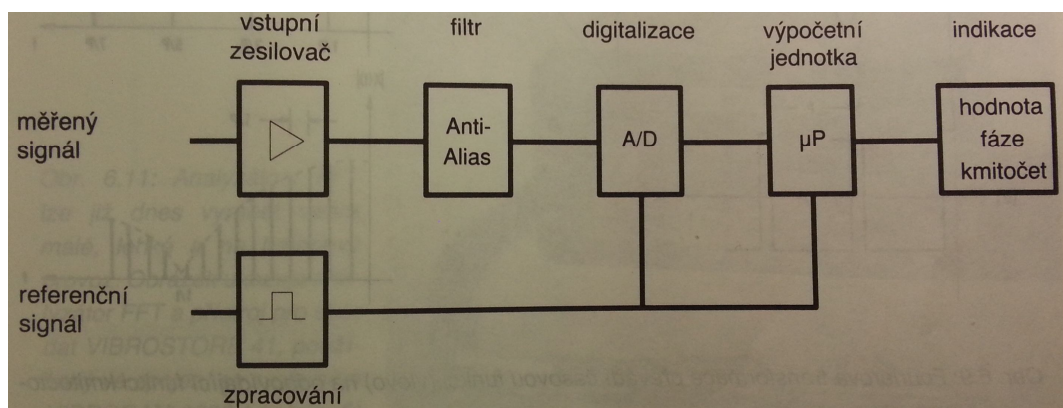 vstupní
zesilovač
filtr
digitalizace
výpočetní
jednotka
indikace
měřený
signál
Anti-
Alias
A/D
µP
hodnota
fáze
kmitočet
referenční
signál
zpracování